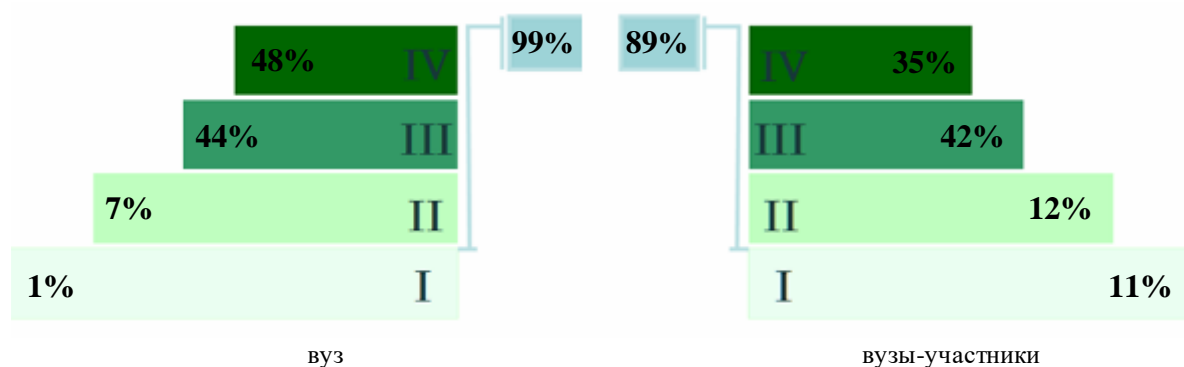 99% 89%
48% IV IV 35%
44% III III 42%
7% II II 12%
1% I I 11%
вуз вузы-участники